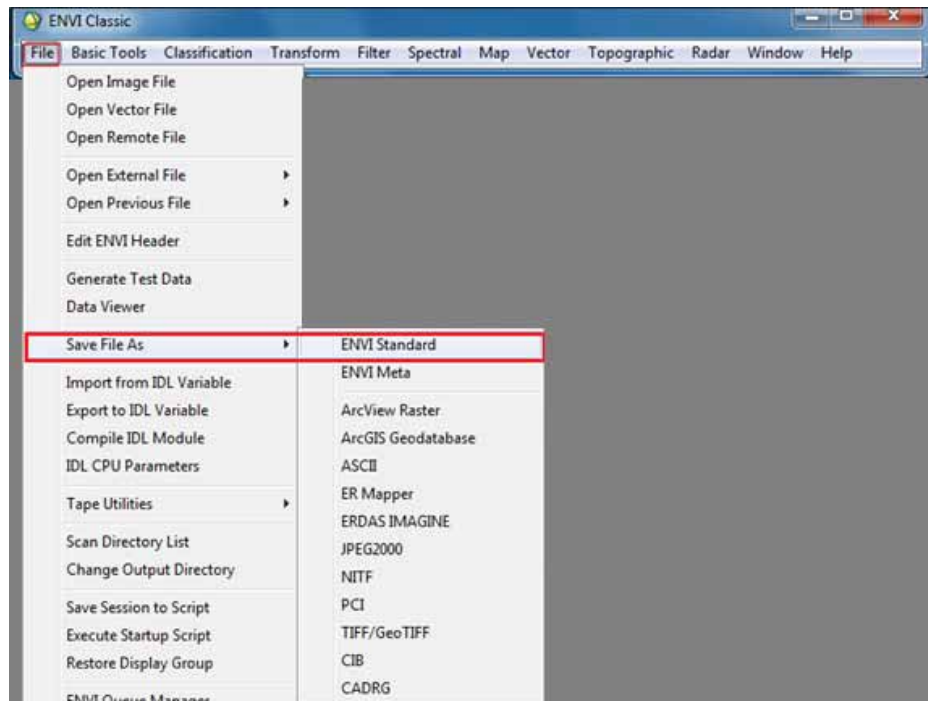 ENVI Classic
File Basic Tools Classification Transform Filter Spectral Map Vector Topographic Radar Window Help
Open Image File
Open Vector File
Open Remote File
Open External File
Open Previous File
Edit ENVI Header
Generate Test Data
Data Viewer
Save File As
Import from IDL Variable
Export to IDL Variable
Compile IDL Module
IDL CPU Parameters
Tape Utilities
Scan Directory List
Change Output Directory
Save Session to Script
Execute Startup Script
Restore Display Group
ENVI Queue Manager
ENVI Standard
ENVI Meta
ArcView Raster
ArcGIS Geodatabase
ASCII
ER Mapper
ERDAS IMAGINE
JPEG2000
NITF
PCI
TIFF/GeoTIFF
CIB
CADRG